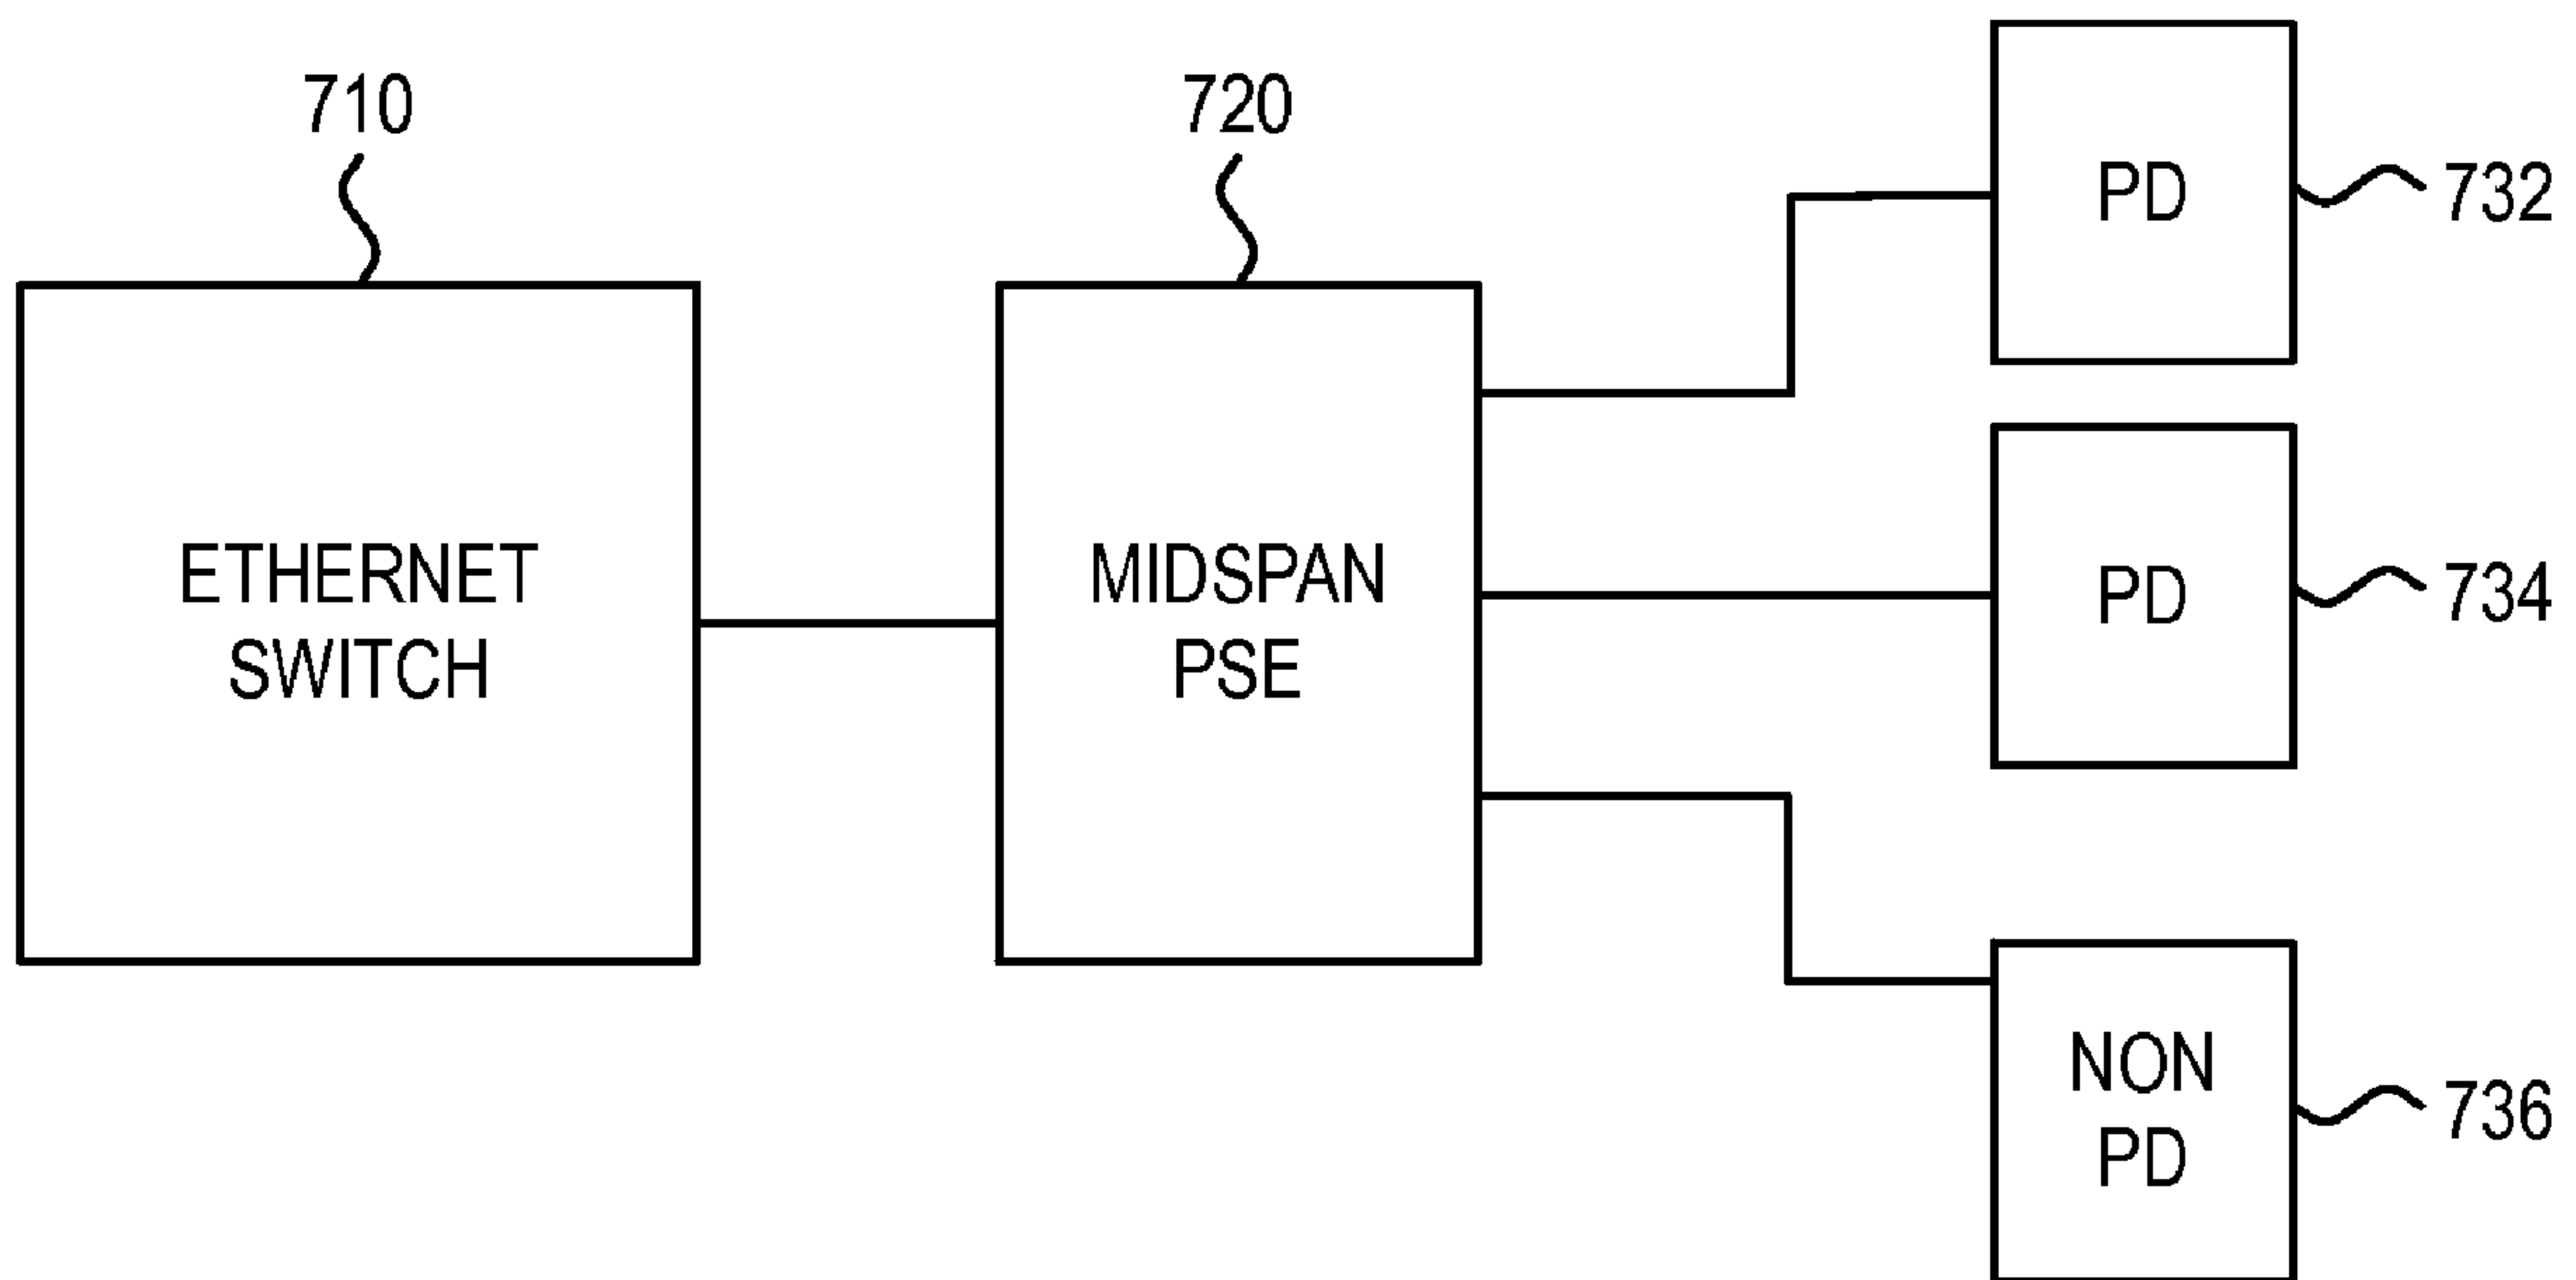 710
720
ETHERNET
SWITCH
MIDSPAN
PSE
PD
732
PD
734
NON
PD
736